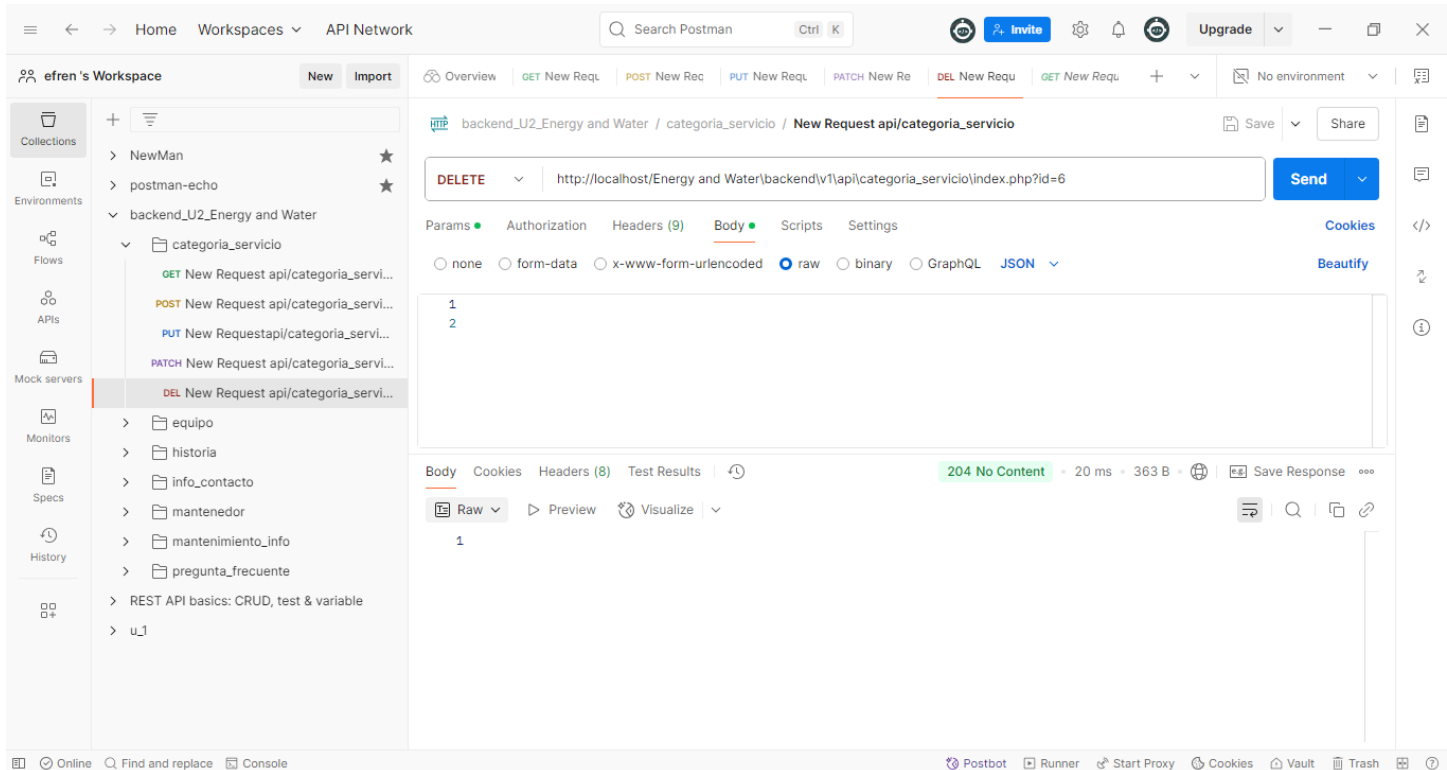 Home Workspaces API Network Search Postman Ctrl K Invite Upgrade
efren 's Workspace New Import Overview GET New Requ POST New Rec PUT New Requ PATCH New Re DEL New Requ GET New Requ No environment
Collections
Environments
Flows
APIs
Mock servers
Monitors
Specs
History
NewMan
postman-echo
backend_U2_Energy and Water
categoria_servicio
GET New Request api/categoria_servi...
POST New Request api/categoria_servi...
PUT New Requestapi/categoria_servi...
PATCH New Request api/categoria_servi...
DEL New Request api/categoria_servi...
equipo
historia
info_contacto
mantenedor
mantenimiento_info
pregunta_frecuente
REST API basics: CRUD, test & variable
u_1
HTTP backend_U2_Energy and Water / categoria_servicio / New Request api/categoria_servicio Save Share
DELETE http://localhost/Energy and Water\backend\v1\api\categoria_servicio\index.php?id=6 Send
Params Authorization Headers (9) Body Scripts Settings Cookies
none form-data x-www-form-urlencoded raw binary GraphQL JSON Beautify
1
2
Body Cookies Headers (8) Test Results 204 No Content 20 ms 363 B e.g. Save Response
Raw Preview Visualize
1
Online Find and replace Console Postbot Runner Start Proxy Cookies Vault Trash